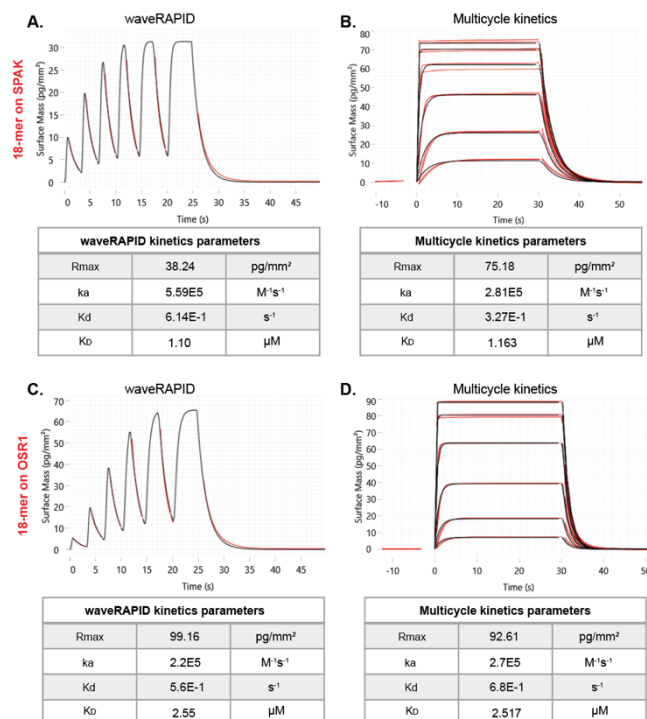 A. waveRAPID
18-mer on SPAK
Surface Mass (pg/mm²)
30
25
20
15
10
5
0
0 5 10 15 20 25 30 35 40 45
Time (s)
waveRAPID kinetics parameters
Rmax 38.24 pg/mm²
ka 5.59E5 M⁻¹s⁻¹
Kd 6.14E-1 s⁻¹
KD 1.10 µM
B. Multicycle kinetics
Surface Mass (pg/mm²)
80
70
60
50
40
30
20
10
0
-10 0 10 20 30 40 50
Time (s)
Multicycle kinetics parameters
Rmax 75.18 pg/mm²
ka 2.81E5 M⁻¹s⁻¹
Kd 3.27E-1 s⁻¹
KD 1.163 µM
C. waveRAPID
18-mer on OSR1
Surface Mass (pg/mm²)
70
60
50
40
30
20
10
0
0 5 10 15 20 25 30 35 40 45
Time (s)
waveRAPID kinetics parameters
Rmax 99.16 pg/mm²
ka 2.2E5 M⁻¹s⁻¹
Kd 5.6E-1 s⁻¹
KD 2.55 µM
D. Multicycle kinetics
Surface Mass (pg/mm²)
90
80
70
60
50
40
30
20
10
0
-10 0 10 20 30 40 50
Time (s)
Multicycle kinetics parameters
Rmax 92.61 pg/mm²
ka 2.7E5 M⁻¹s⁻¹
Kd 6.8E-1 s⁻¹
KD 2.517 µM